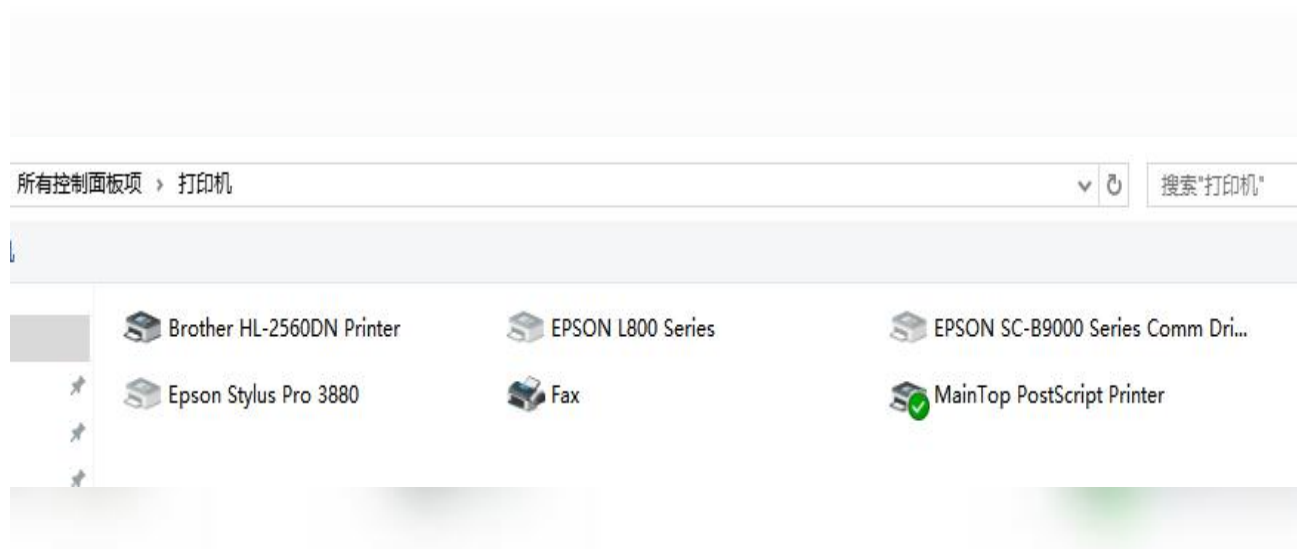 所有控制面板项 › 打印机 搜索"打印机"
Brother HL-2560DN Printer EPSON L800 Series EPSON SC-B9000 Series Comm Dri...
Epson Stylus Pro 3880 Fax MainTop PostScript Printer